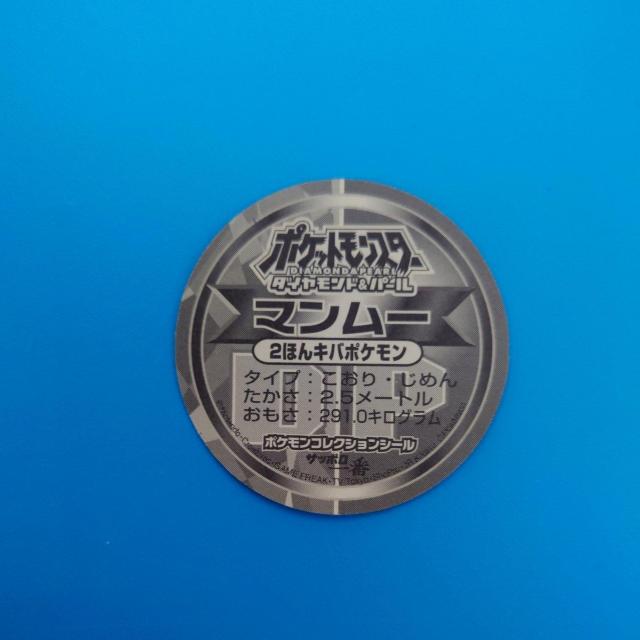 ポケットモンスター
DIAMOND&PEARL
ダイヤモンド&パール
マンムー
2ほんキバポケモン
タイプ：こおり・じめん
たかさ：2.5メートル
おもさ：291.0キログラム
ポケモンコレクションシール
サッポロ一番